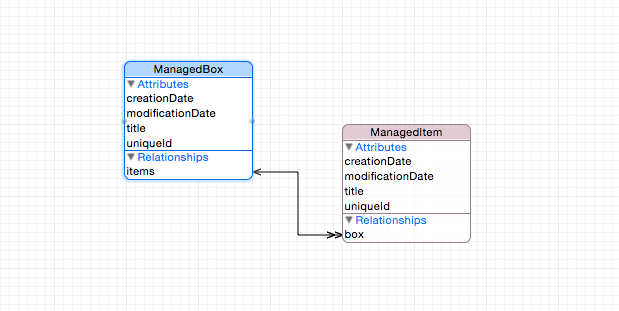 ManagedBox
Attributes
creationDate
modificationDate
title
uniqueId
Relationships
items
ManagedItem
Attributes
creationDate
modificationDate
title
uniqueId
Relationships
box